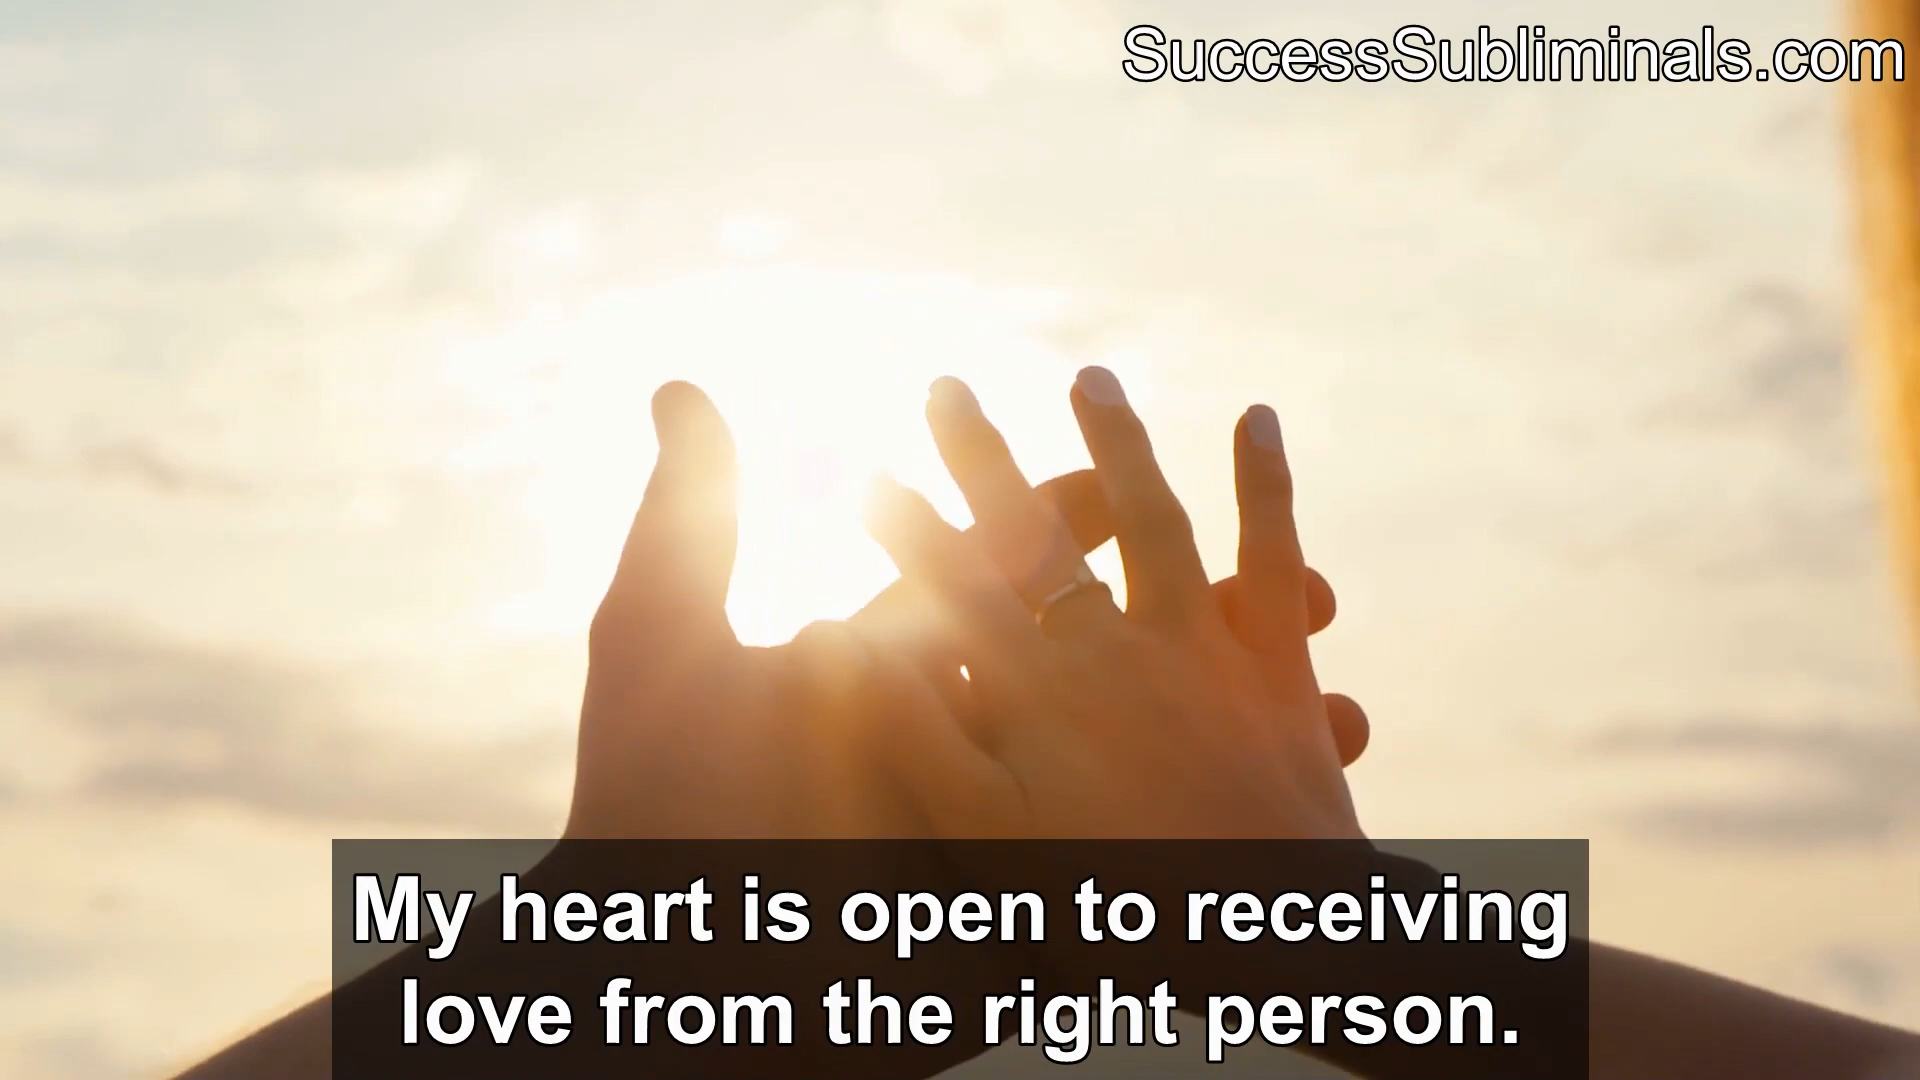 SuccessSubliminals.com
My heart is open to receiving
love from the right person.